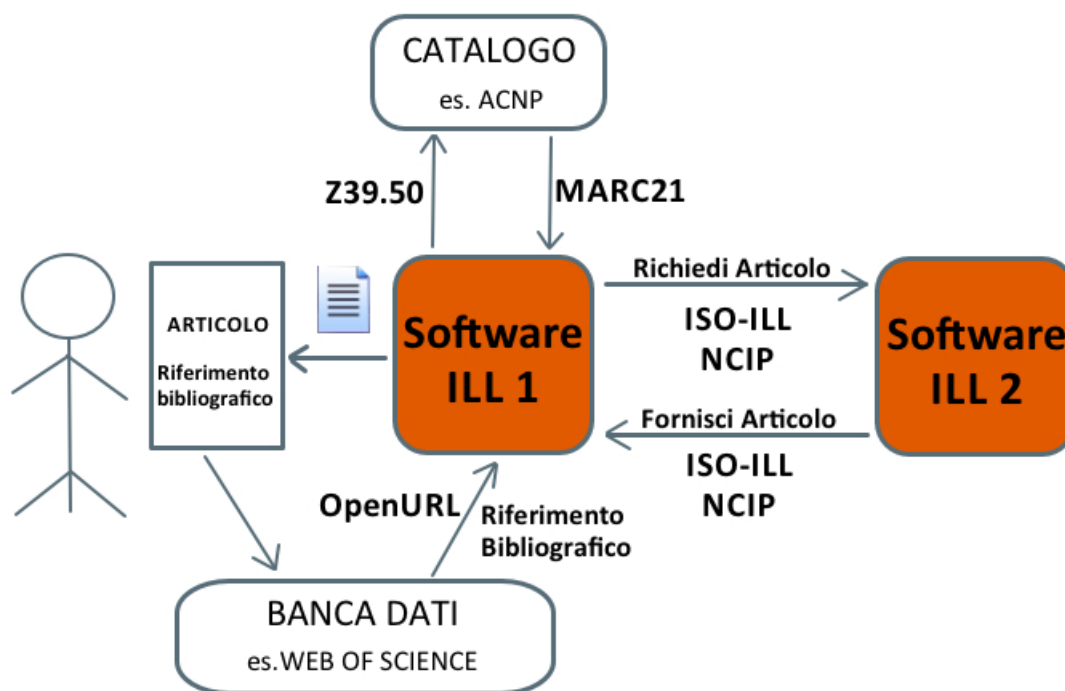 CATALOGO
es. ACNP
Z39.50
MARC21
ARTICOLO
Riferimento
bibliografico
Software
ILL 1
Richiedi Articolo
ISO-ILL
NCIP
Fornisci Articolo
ISO-ILL
NCIP
Software
ILL 2
OpenURL
Riferimento
Bibliografico
BANCA DATI
es.WEB OF SCIENCE